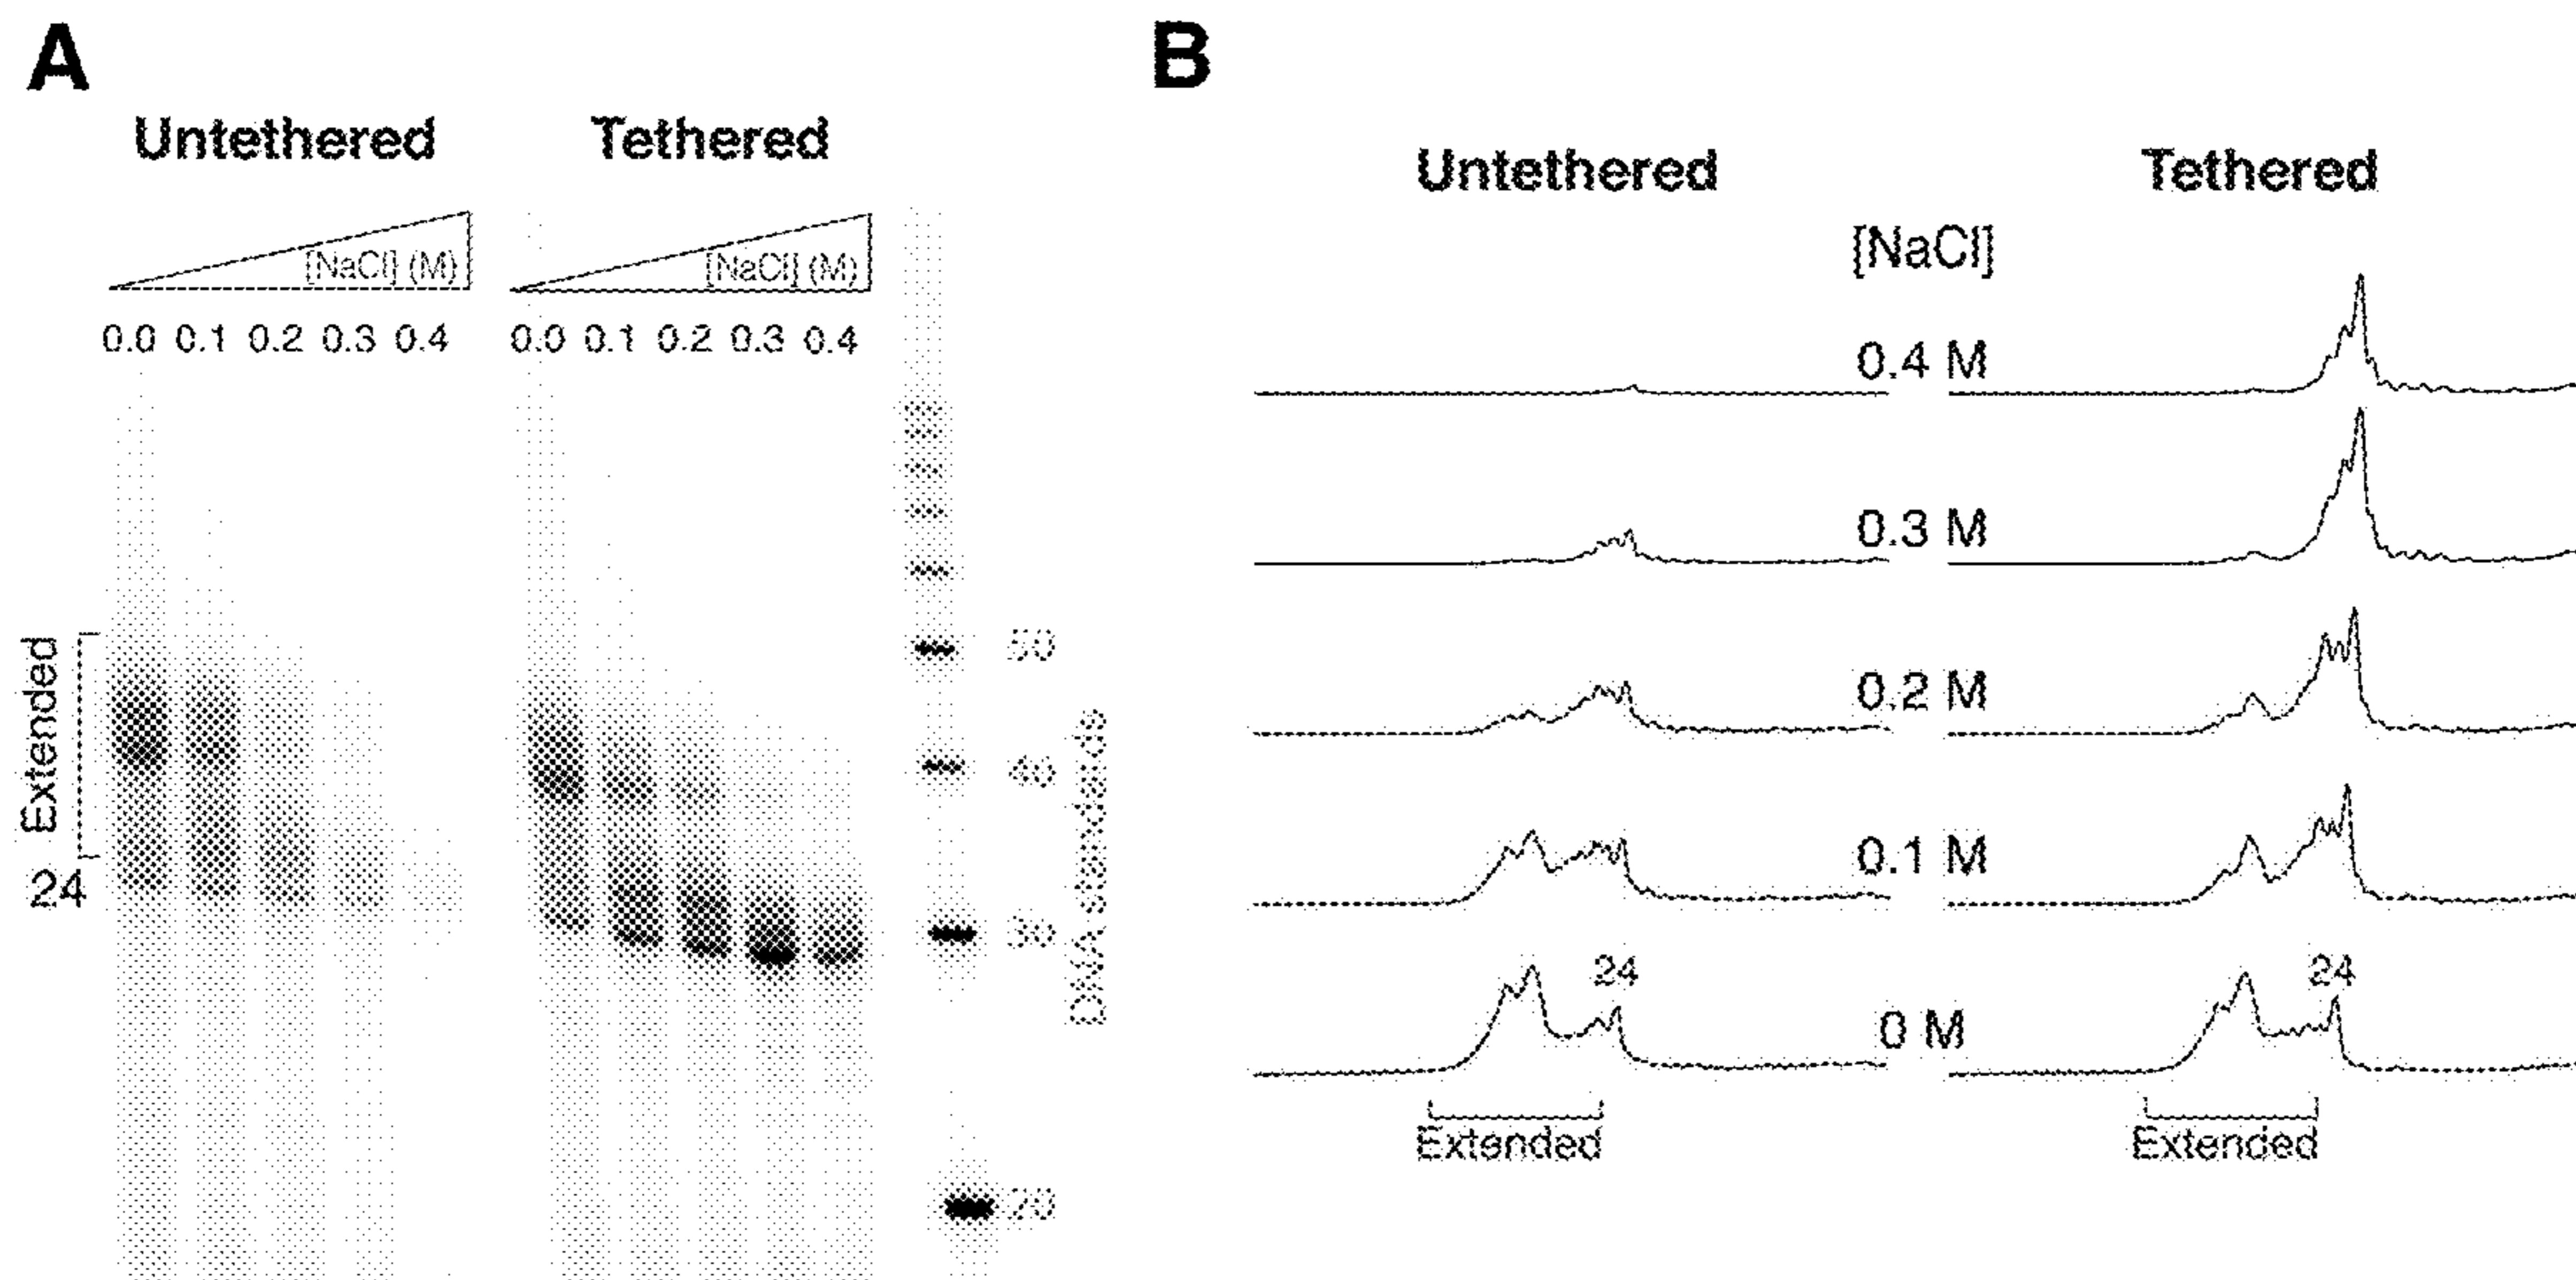 A
Untethered
Tethered
[NaCl] (M)
[NaCl] (M)
0.0 0.1 0.2 0.3 0.4
0.0 0.1 0.2 0.3 0.4
Extended
24
50
40
30
20
DNA standards
B
Untethered
Tethered
[NaCl]
0.4 M
0.3 M
0.2 M
0.1 M
24
24
0 M
Extended
Extended